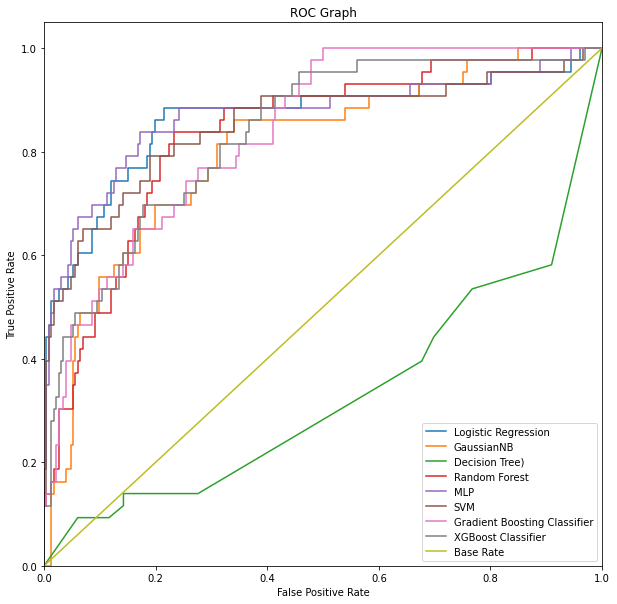 ROC Graph
True Positive Rate
1.0
0.8
0.6
0.4
0.2
0.0
Logistic Regression
GaussianNB
Decision Tree)
Random Forest
MLP
SVM
Gradient Boosting Classifier
XGBoost Classifier
Base Rate
0.0 0.2 0.4 0.6 0.8 1.0
False Positive Rate